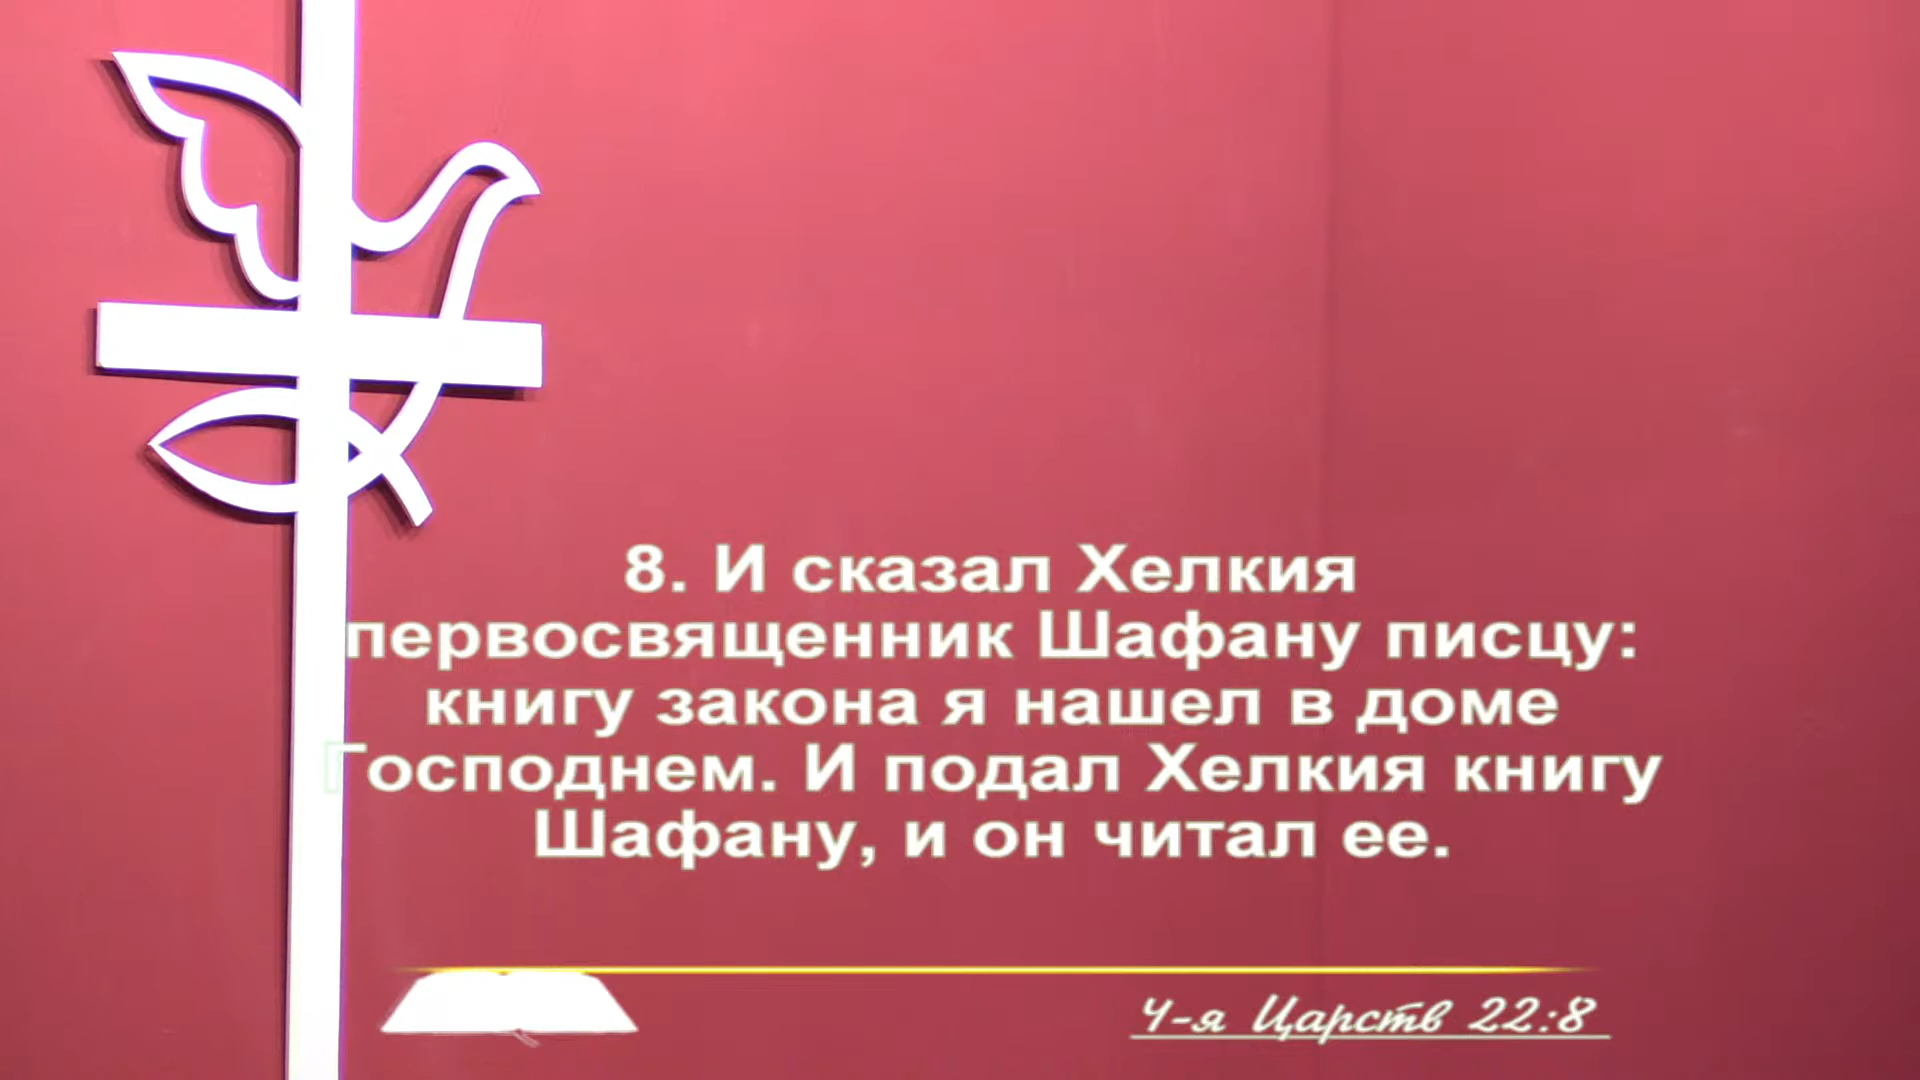 8. И сказал Хелкия
первосвященник Шафану писцу:
книгу закона я нашел в доме
Господнем. И подал Хелкия книгу
Шафану, и он читал ее.
4-я Царств 22:8